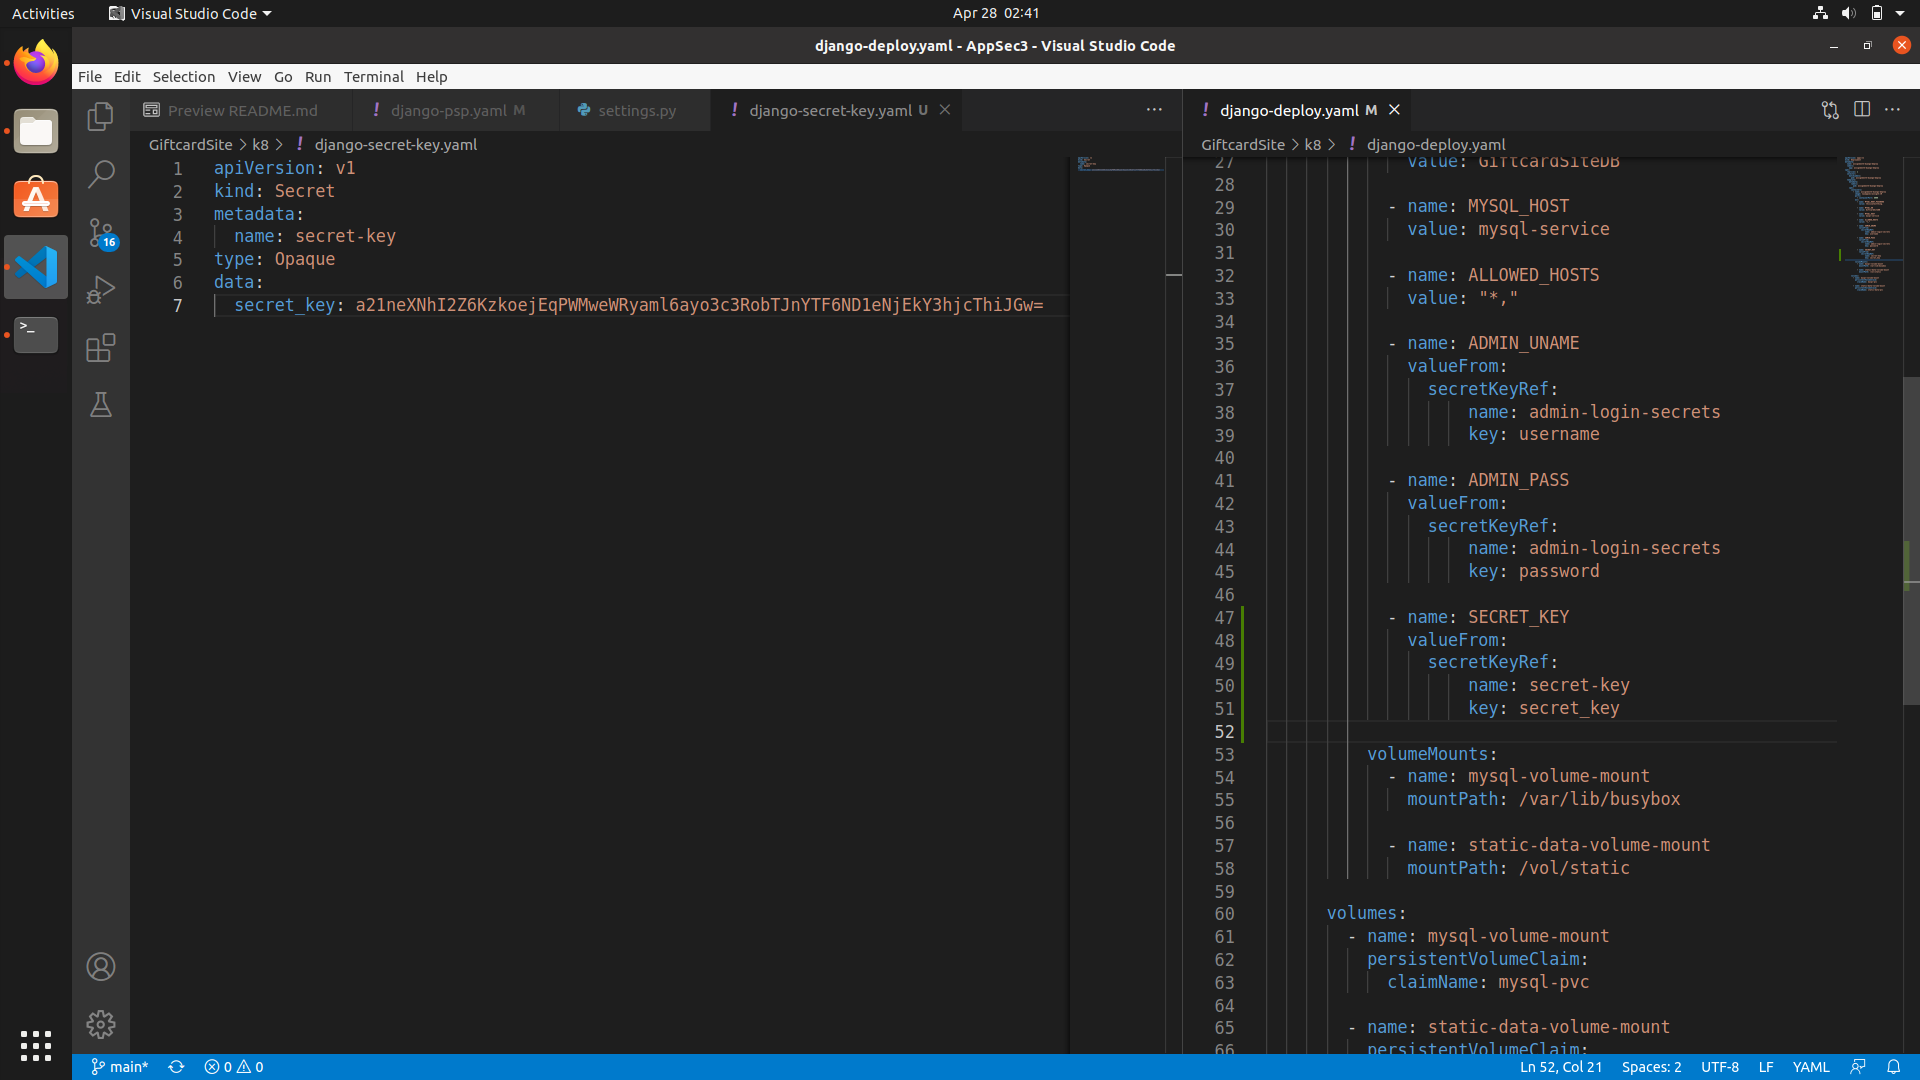 Activities
Visual Studio Code
Apr 28 02:41
django-deploy.yaml - AppSec3 - Visual Studio Code
File Edit Selection View Go Run Terminal Help
Preview README.md
! django-psp.yaml M
settings.py
! django-secret-key.yaml U
! django-deploy.yaml M
GiftcardSite > k8 > ! django-secret-key.yaml
1 apiVersion: v1
2 kind: Secret
3 metadata:
4 name: secret-key
5 type: Opaque
6 data:
7 secret_key: a21neXNhI2Z6KzkoejEqPWMweWRyaml6ayo3c3RobTJnYTF6ND1eNjEkY3hjcThiJGw=
GiftcardSite > k8 > ! django-deploy.yaml
27 value: GiftcardSiteDB
28
29 - name: MYSQL_HOST
30 value: mysql-service
31
32 - name: ALLOWED_HOSTS
33 value: "*,"
34
35 - name: ADMIN_UNAME
36 valueFrom:
37 secretKeyRef:
38 name: admin-login-secrets
39 key: username
40
41 - name: ADMIN_PASS
42 valueFrom:
43 secretKeyRef:
44 name: admin-login-secrets
45 key: password
46
47 - name: SECRET_KEY
48 valueFrom:
49 secretKeyRef:
50 name: secret-key
51 key: secret_key
52
53 volumeMounts:
54 - name: mysql-volume-mount
55 mountPath: /var/lib/busybox
56
57 - name: static-data-volume-mount
58 mountPath: /vol/static
59
60 volumes:
61 - name: mysql-volume-mount
62 persistentVolumeClaim:
63 claimName: mysql-pvc
64
65 - name: static-data-volume-mount
66 persistentVolumeClaim:
16
main*
0 0
Ln 52, Col 21
Spaces: 2
UTF-8
LF
YAML